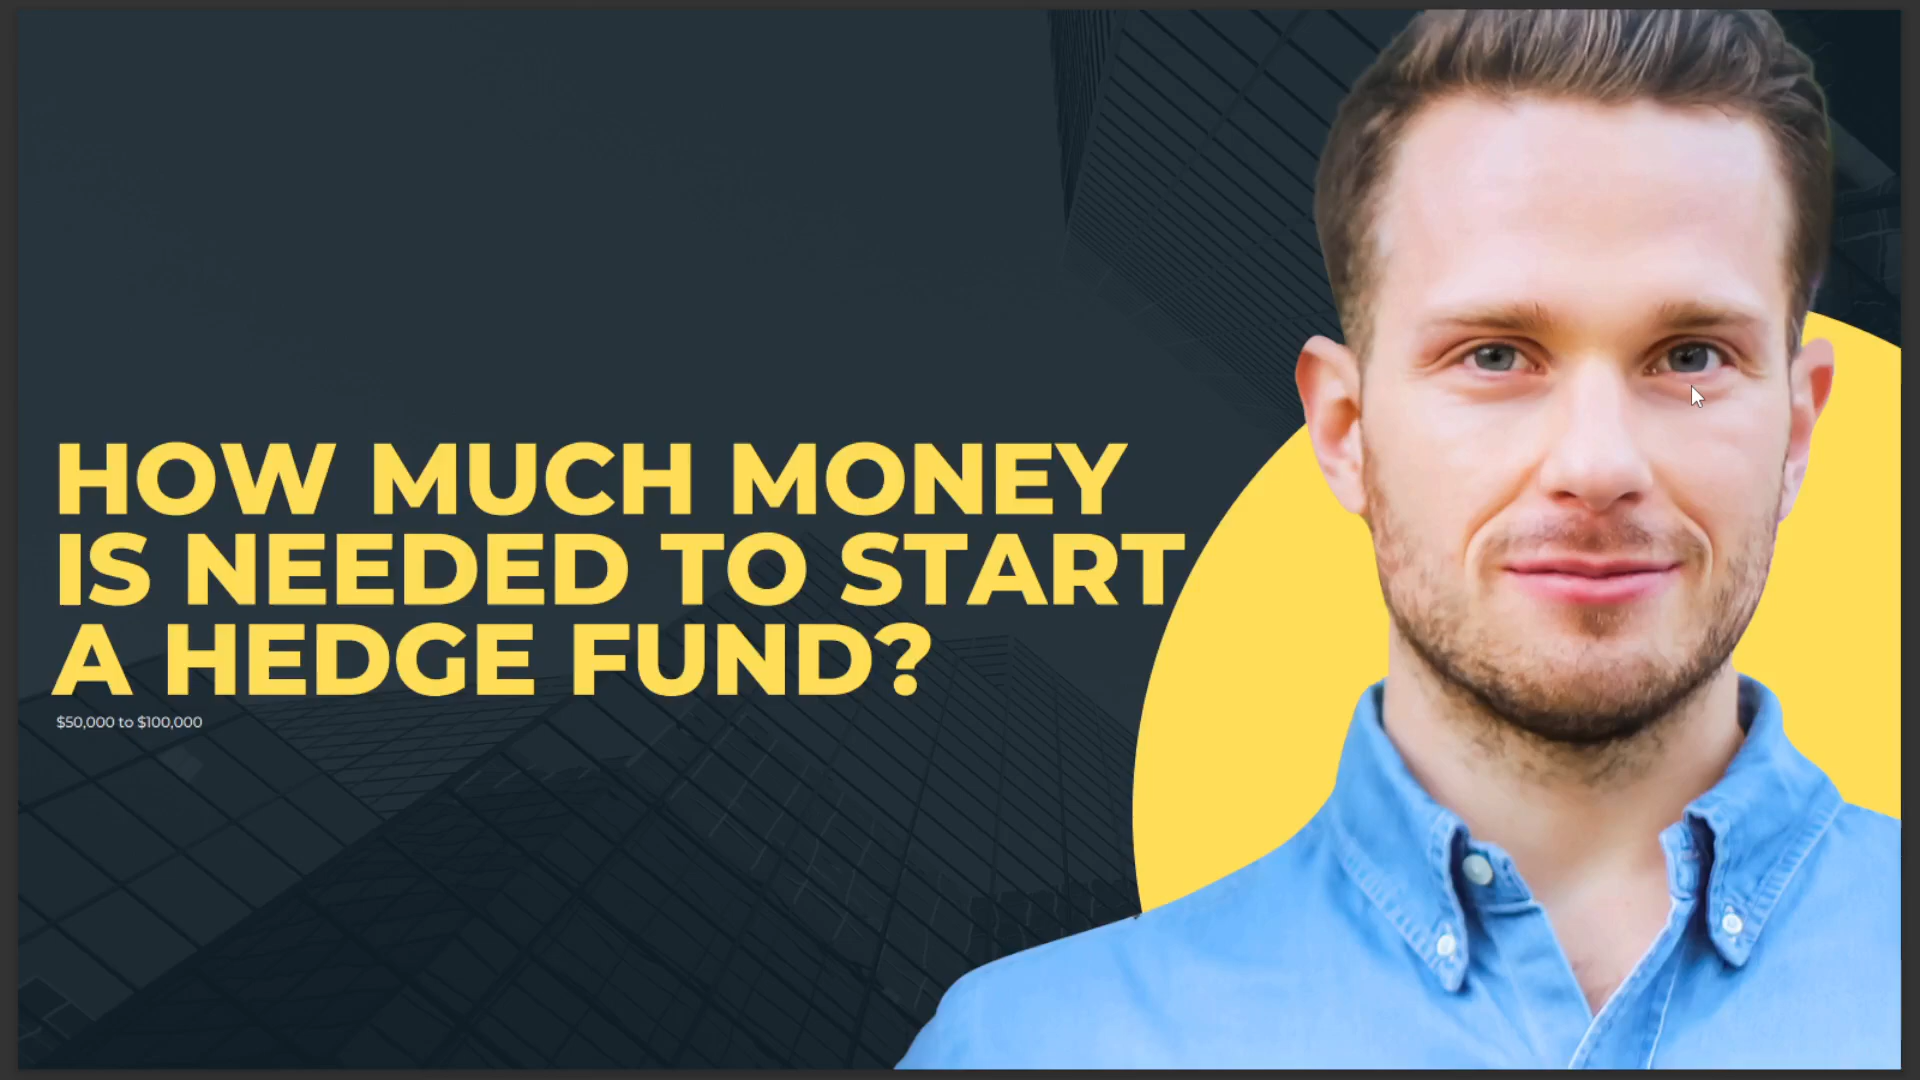 HOW MUCH MONEY
IS NEEDED TO START
A HEDGE FUND?
$50,000 to $100,000